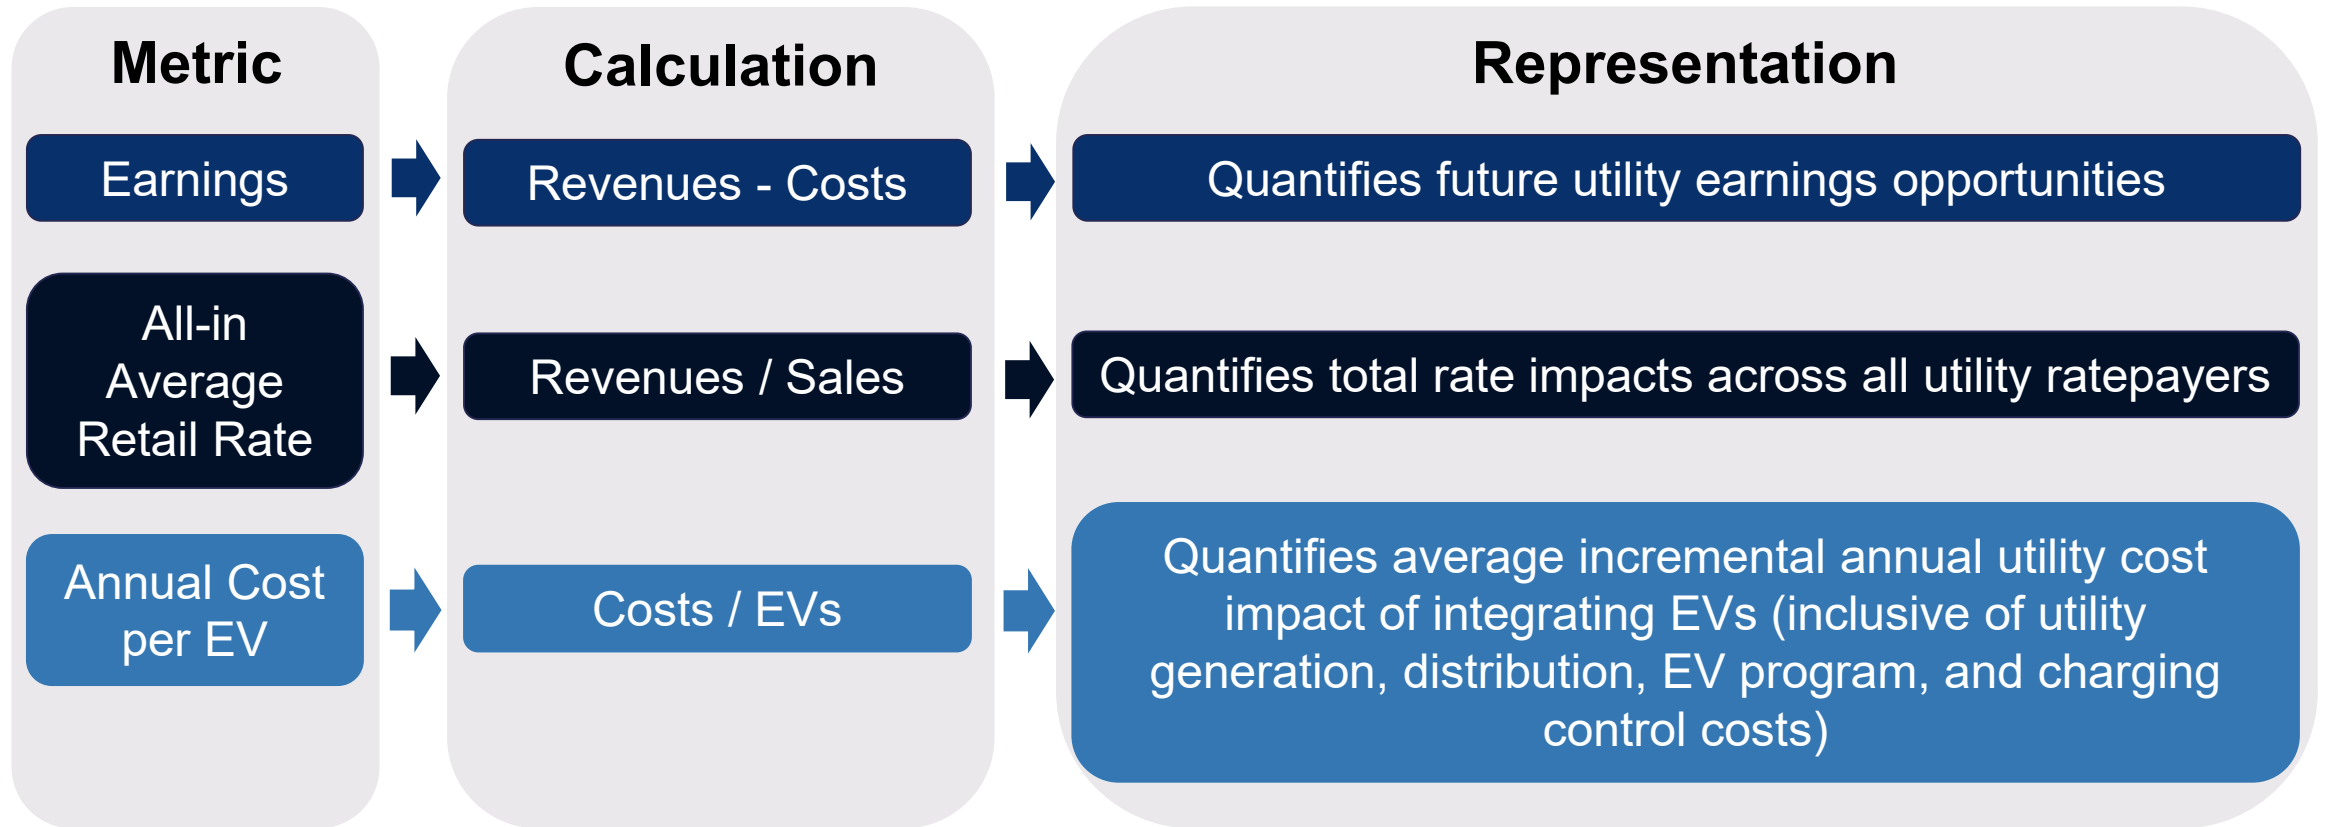 Metric
Calculation
Representation
Earnings
Revenues - Costs
Quantifies future utility earnings opportunities
All-in
Average
Retail Rate
Revenues / Sales
Quantifies total rate impacts across all utility ratepayers
Annual Cost
per EV
Costs / EVs
Quantifies average incremental annual utility cost
impact of integrating EVs (inclusive of utility
generation, distribution, EV program, and charging
control costs)